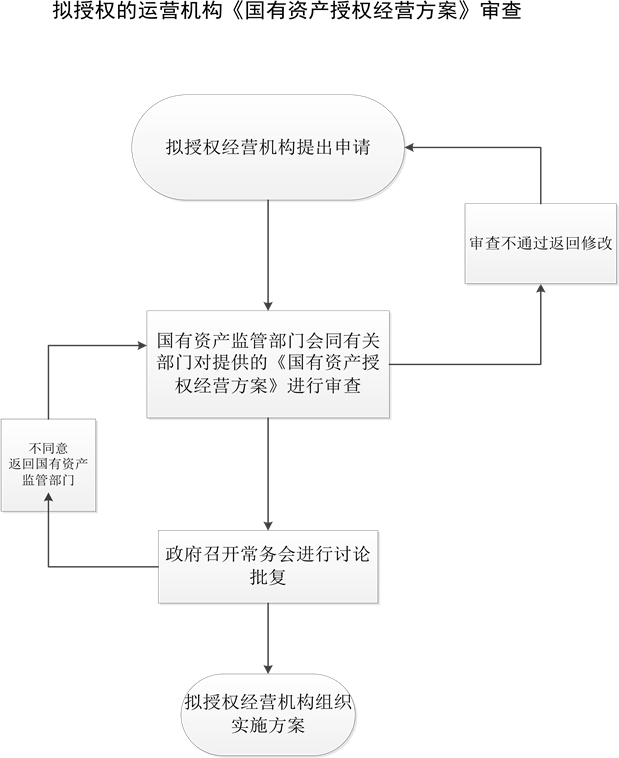 拟授权的运营机构《国有资产授权经营方案》审查
拟授权经营机构提出申请
审查不通过返回修改
国有资产监管部门会同有关
部门对提供的《国有资产授
权经营方案》进行审查
不同意
返回国有资产
监管部门
政府召开常务会进行讨论
批复
拟授权经营机构组织
实施方案